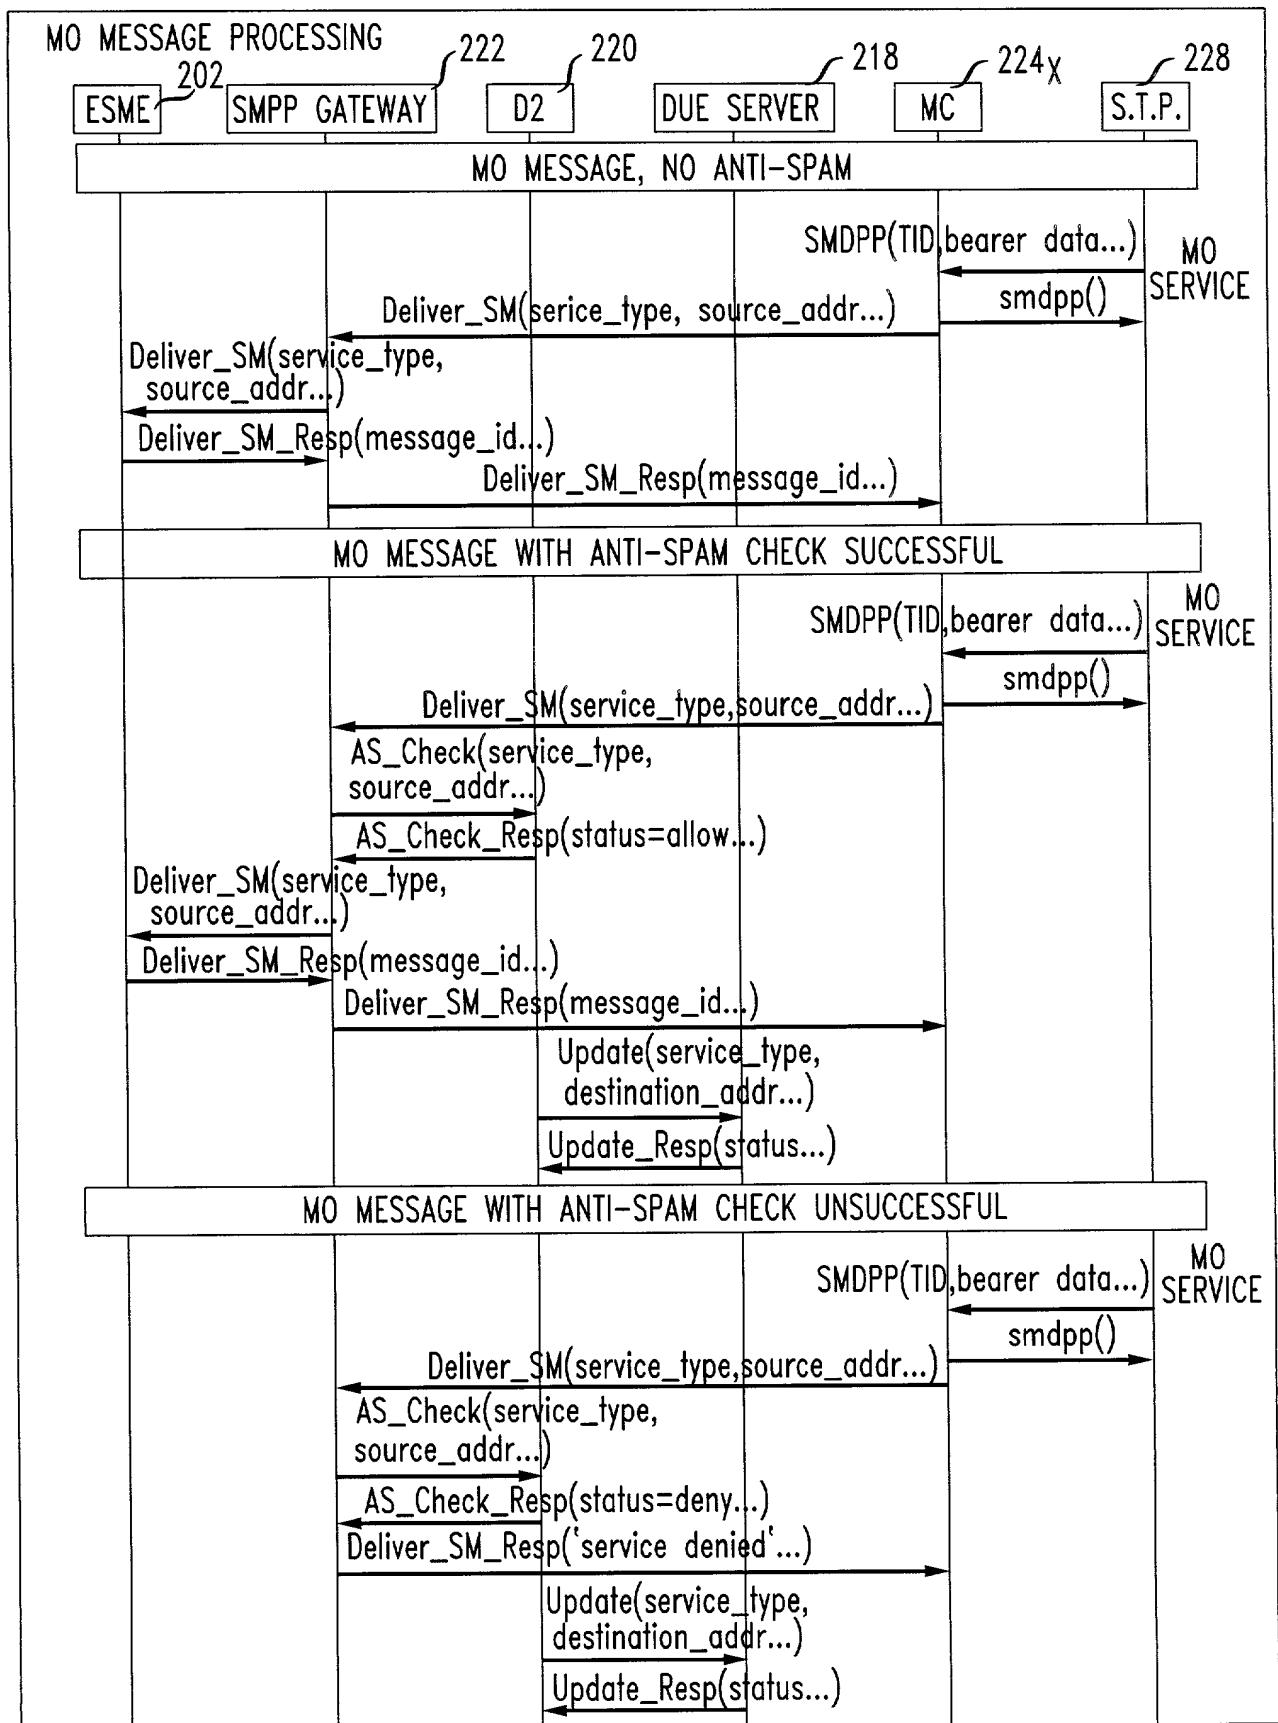 MO MESSAGE PROCESSING
202
222
220
218
224x
228
ESME
SMPP GATEWAY
D2
DUE SERVER
MC
S.T.P.
MO MESSAGE, NO ANTI-SPAM
SMDPP(TID,bearer data...)
MO
SERVICE
smdpp()
Deliver_SM(serice_type, source_addr...)
Deliver_SM(service_type,
source_addr...)
Deliver_SM_Resp(message_id...)
Deliver_SM_Resp(message_id...)
MO MESSAGE WITH ANTI-SPAM CHECK SUCCESSFUL
SMDPP(TID,bearer data...)
MO
SERVICE
smdpp()
Deliver_SM(service_type,source_addr...)
AS_Check(service_type,
source_addr...)
AS_Check_Resp(status=allow...)
Deliver_SM(service_type,
source_addr...)
Deliver_SM_Resp(message_id...)
Deliver_SM_Resp(message_id...)
Update(service_type,
destination_addr...)
Update_Resp(status...)
MO MESSAGE WITH ANTI-SPAM CHECK UNSUCCESSFUL
SMDPP(TID,bearer data...)
MO
SERVICE
smdpp()
Deliver_SM(service_type,source_addr...)
AS_Check(service_type,
source_addr...)
AS_Check_Resp(status=deny...)
Deliver_SM_Resp('service denied'...)
Update(service_type,
destination_addr...)
Update_Resp(status...)